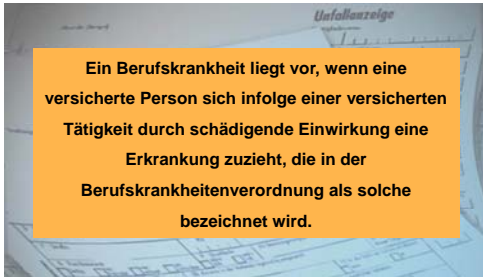 Unfallanzeige
Ein Berufskrankheit liegt vor, wenn eine
versicherte Person sich infolge einer versicherten
Tätigkeit durch schädigende Einwirkung eine
Erkrankung zuzieht, die in der
Berufskrankheitenverordnung als solche
bezeichnet wird.